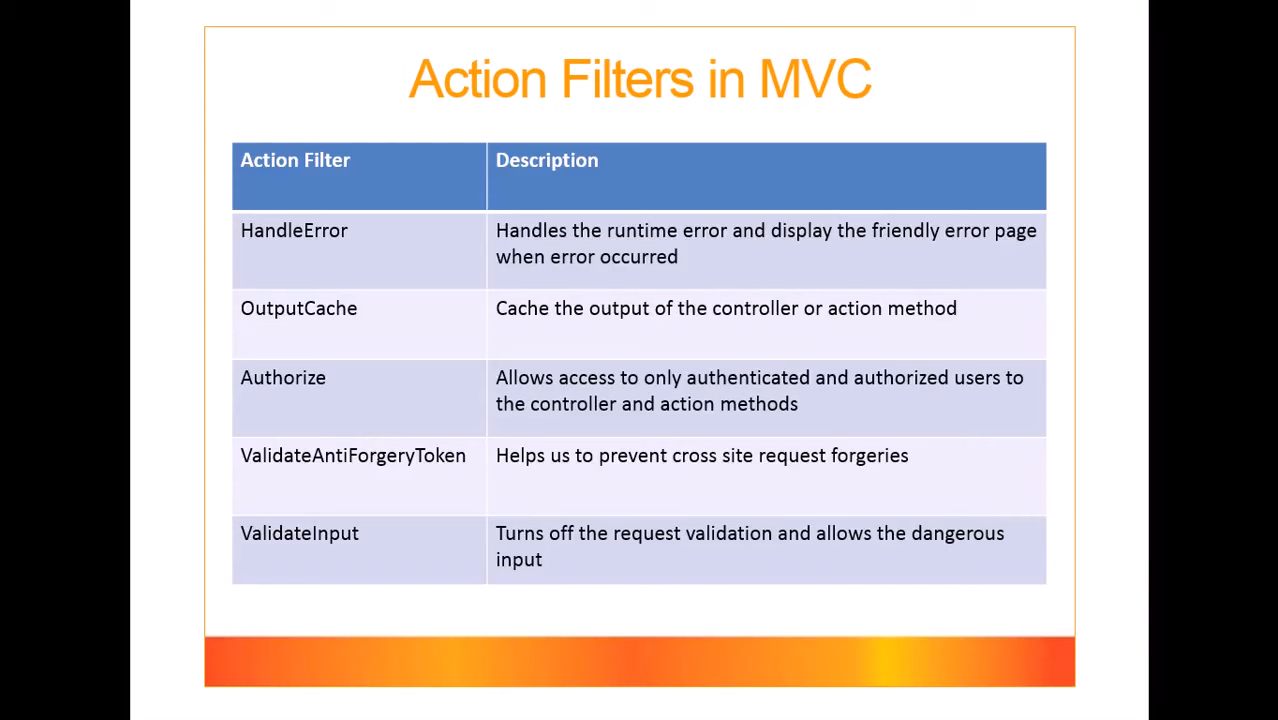 Action Filters in MVC
Action Filter
Description
HandleError
Handles the runtime error and display the friendly error page
when error occurred
OutputCache
Cache the output of the controller or action method
Authorize
Allows access to only authenticated and authorized users to
the controller and action methods
ValidateAntiForgeryToken
Helps us to prevent cross site request forgeries
ValidateInput
Turns off the request validation and allows the dangerous
input